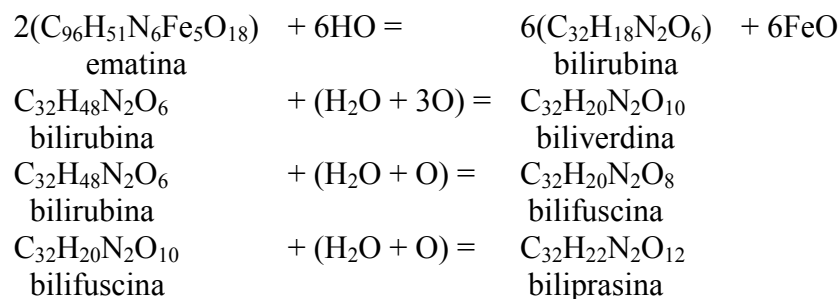 2(C₉₆H₅₁N₆Fe₅O₁₈) + 6HO = 6(C₃₂H₁₈N₂O₆) + 6FeO
ematina bilirubina
C₃₂H₄₈N₂O₆ + (H₂O + 3O) = C₃₂H₂₀N₂O₁₀
bilirubina biliverdina
C₃₂H₄₈N₂O₆ + (H₂O + O) = C₃₂H₂₀N₂O₈
bilirubina bilifuscina
C₃₂H₂₀N₂O₁₀ + (H₂O + O) = C₃₂H₂₂N₂O₁₂
bilifuscina biliprasina